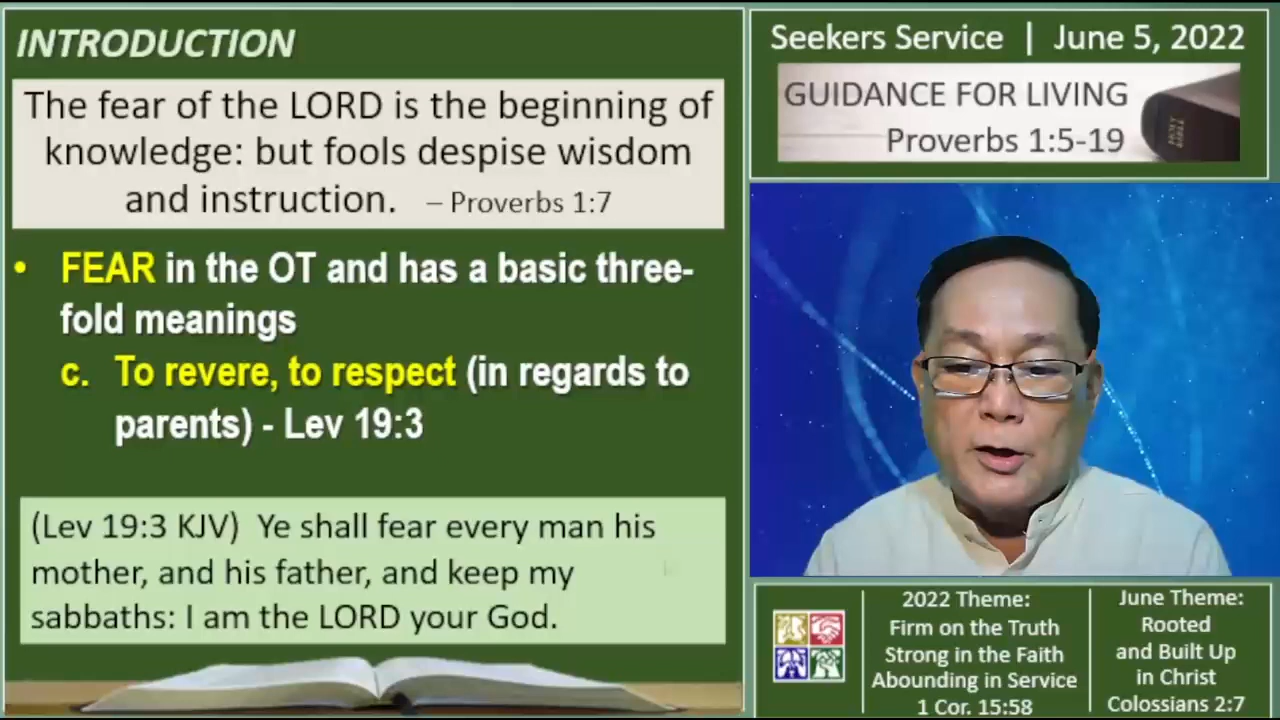 INTRODUCTION
The fear of the LORD is the beginning of
knowledge: but fools despise wisdom
and instruction. – Proverbs 1:7
• FEAR in the OT and has a basic three-
fold meanings
c. To revere, to respect (in regards to
parents) - Lev 19:3
(Lev 19:3 KJV) Ye shall fear every man his
mother, and his father, and keep my
sabbaths: I am the LORD your God.
Seekers Service | June 5, 2022
GUIDANCE FOR LIVING
Proverbs 1:5-19
2022 Theme:
Firm on the Truth
Strong in the Faith
Abounding in Service
1 Cor. 15:58
June Theme:
Rooted
and Built Up
in Christ
Colossians 2:7